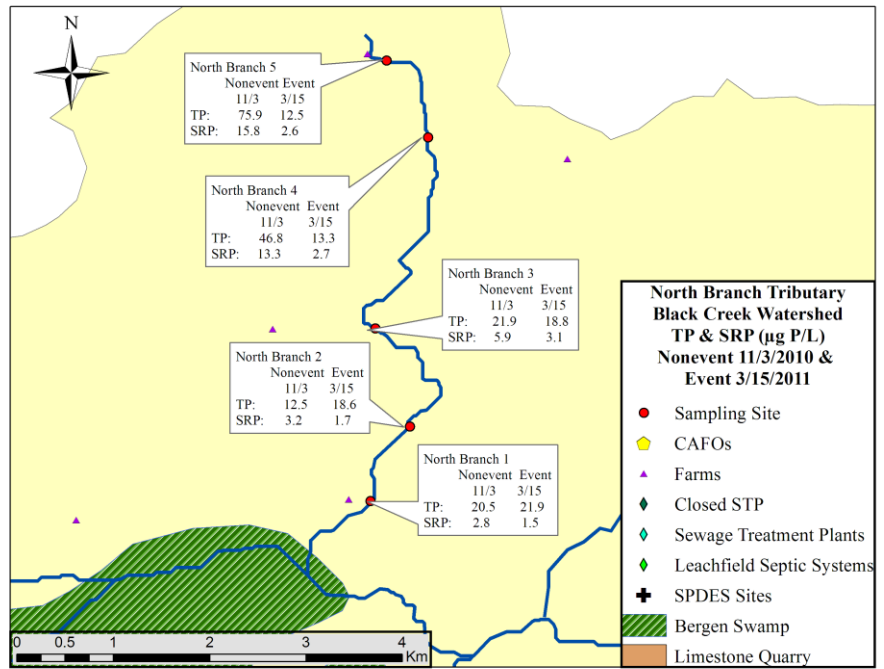 N
North Branch 5
Nonevent Event
11/3 3/15
TP: 75.9 12.5
SRP: 15.8 2.6
North Branch 4
Nonevent Event
11/3 3/15
TP: 46.8 13.3
SRP: 13.3 2.7
North Branch 3
Nonevent Event
11/3 3/15
TP: 21.9 18.8
SRP: 5.9 3.1
North Branch 2
Nonevent Event
11/3 3/15
TP: 12.5 18.6
SRP: 3.2 1.7
North Branch 1
Nonevent Event
11/3 3/15
TP: 20.5 21.9
SRP: 2.8 1.5
North Branch Tributary
Black Creek Watershed
TP & SRP (µg P/L)
Nonevent 11/3/2010 &
Event 3/15/2011
Sampling Site
CAFOs
Farms
Closed STP
Sewage Treatment Plants
Leachfield Septic Systems
SPDES Sites
Bergen Swamp
Limestone Quarry
0 0.5 1 2 3 4
Km